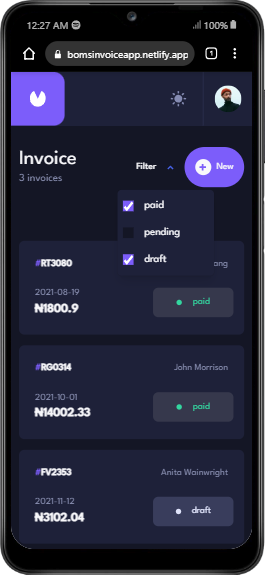 12:27 AM 100%
bomsinvoiceapp.netlify.app 1
Invoice
3 invoices
Filter
New
paid
pending
draft
#RT3080 ang
2021-08-19
₦1800.9 paid
#RG0314 John Morrison
2021-10-01
₦14002.33 paid
#FV2353 Anita Wainwright
2021-11-12
₦3102.04 draft